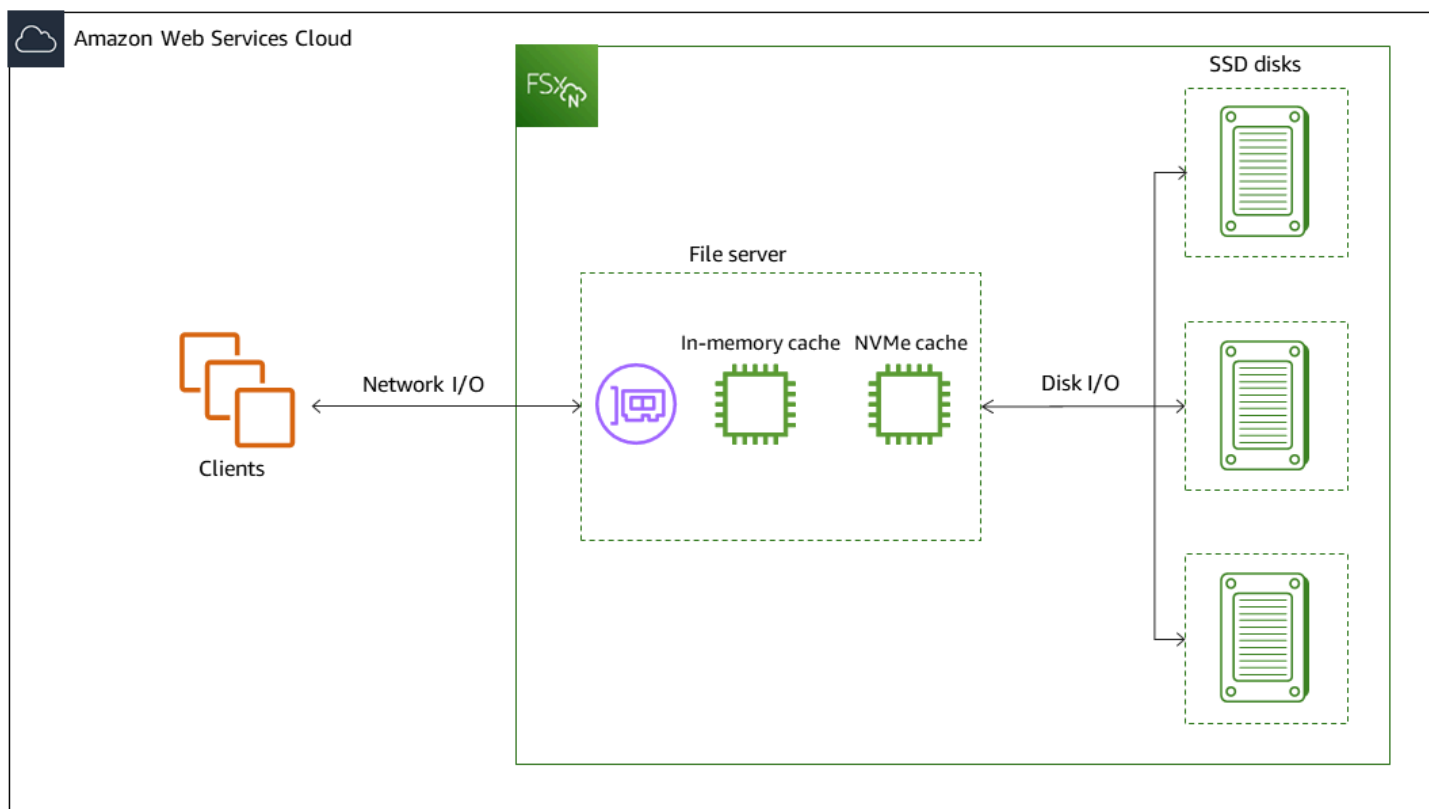 Amazon Web Services Cloud
FSx
N
SSD disks
File server
In-memory cache
NVMe cache
Network I/O
Disk I/O
Clients